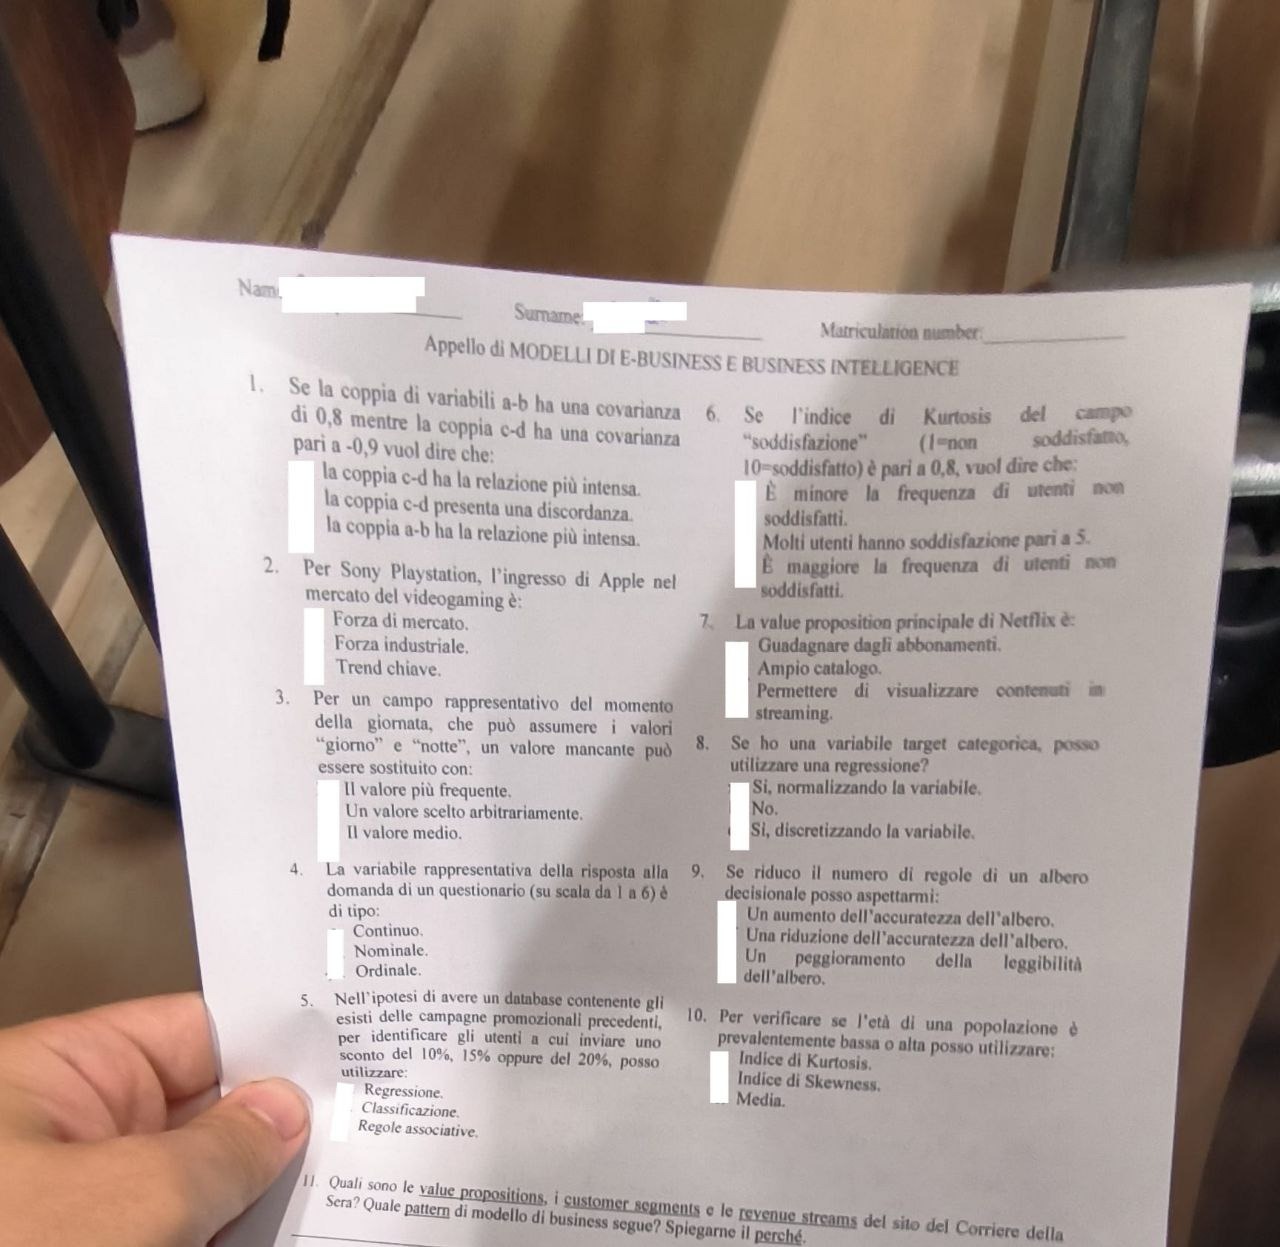 Nam
Surname:
Matriculation number:
Appello di MODELLI DI E-BUSINESS E BUSINESS INTELLIGENCE
1. Se la coppia di variabili a-b ha una covarianza
di 0,8 mentre la coppia c-d ha una covarianza
pari a -0,9 vuol dire che:
la coppia c-d ha la relazione più intensa.
la coppia c-d presenta una discordanza.
la coppia a-b ha la relazione più intensa.
2. Per Sony Playstation, l'ingresso di Apple nel
mercato del videogaming è:
Forza di mercato.
Forza industriale.
Trend chiave.
3. Per un campo rappresentativo del momento
della giornata, che può assumere i valori
“giorno” e “notte”, un valore mancante può
essere sostituito con:
Il valore più frequente.
Un valore scelto arbitrariamente.
Il valore medio.
4. La variabile rappresentativa della risposta alla
domanda di un questionario (su scala da 1 a 6) è
di tipo:
Continuo.
Nominale.
Ordinale.
5. Nell'ipotesi di avere un database contenente gli
esisti delle campagne promozionali precedenti,
per identificare gli utenti a cui inviare uno
sconto del 10%, 15% oppure del 20%, posso
utilizzare:
Regressione.
Classificazione.
Regole associative.
6. Se l'indice di Kurtosis del campo
“soddisfazione” (1=non soddisfatto,
10=soddisfatto) è pari a 0,8, vuol dire che:
È minore la frequenza di utenti non
soddisfatti.
Molti utenti hanno soddisfazione pari a 5.
È maggiore la frequenza di utenti non
soddisfatti.
7. La value proposition principale di Netflix è:
Guadagnare dagli abbonamenti.
Ampio catalogo.
Permettere di visualizzare contenuti in
streaming.
8. Se ho una variabile target categorica, posso
utilizzare una regressione?
Si, normalizzando la variabile.
No.
Si, discretizzando la variabile.
9. Se riduco il numero di regole di un albero
decisionale posso aspettarmi:
Un aumento dell'accuratezza dell'albero.
Una riduzione dell'accuratezza dell'albero.
Un peggioramento della leggibilità
dell'albero.
10. Per verificare se l'età di una popolazione è
prevalentemente bassa o alta posso utilizzare:
Indice di Kurtosis.
Indice di Skewness.
Media.
11. Quali sono le value propositions, i customer segments e le revenue streams del sito del Corriere della
Sera? Quale pattern di modello di business segue? Spiegarne il perché.